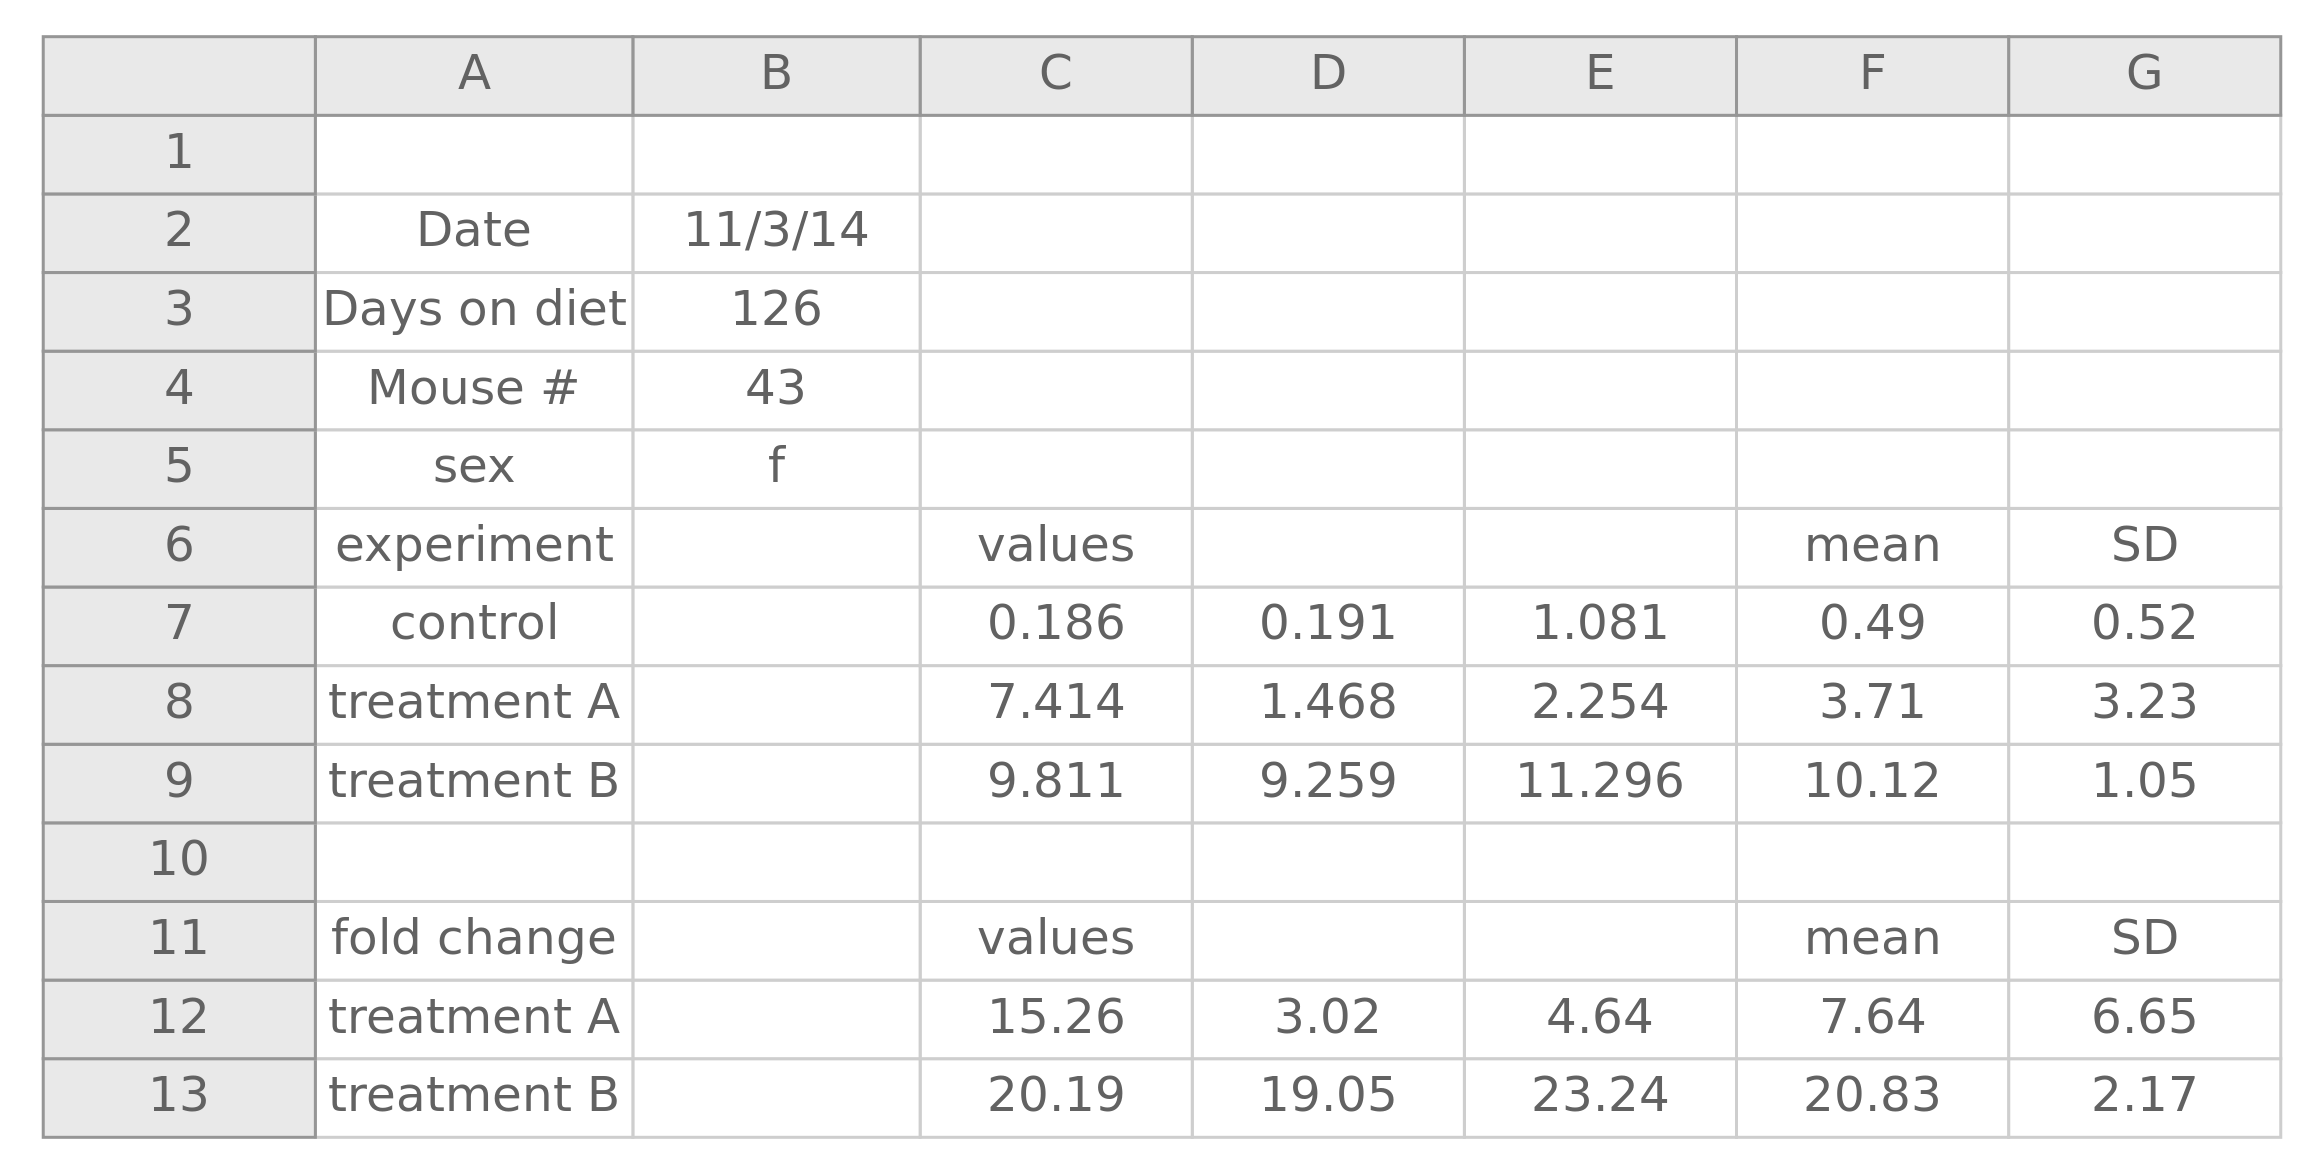 A B C D E F G
1
2 Date 11/3/14
3 Days on diet 126
4 Mouse # 43
5 sex f
6 experiment values mean SD
7 control 0.186 0.191 1.081 0.49 0.52
8 treatment A 7.414 1.468 2.254 3.71 3.23
9 treatment B 9.811 9.259 11.296 10.12 1.05
10
11 fold change values mean SD
12 treatment A 15.26 3.02 4.64 7.64 6.65
13 treatment B 20.19 19.05 23.24 20.83 2.17